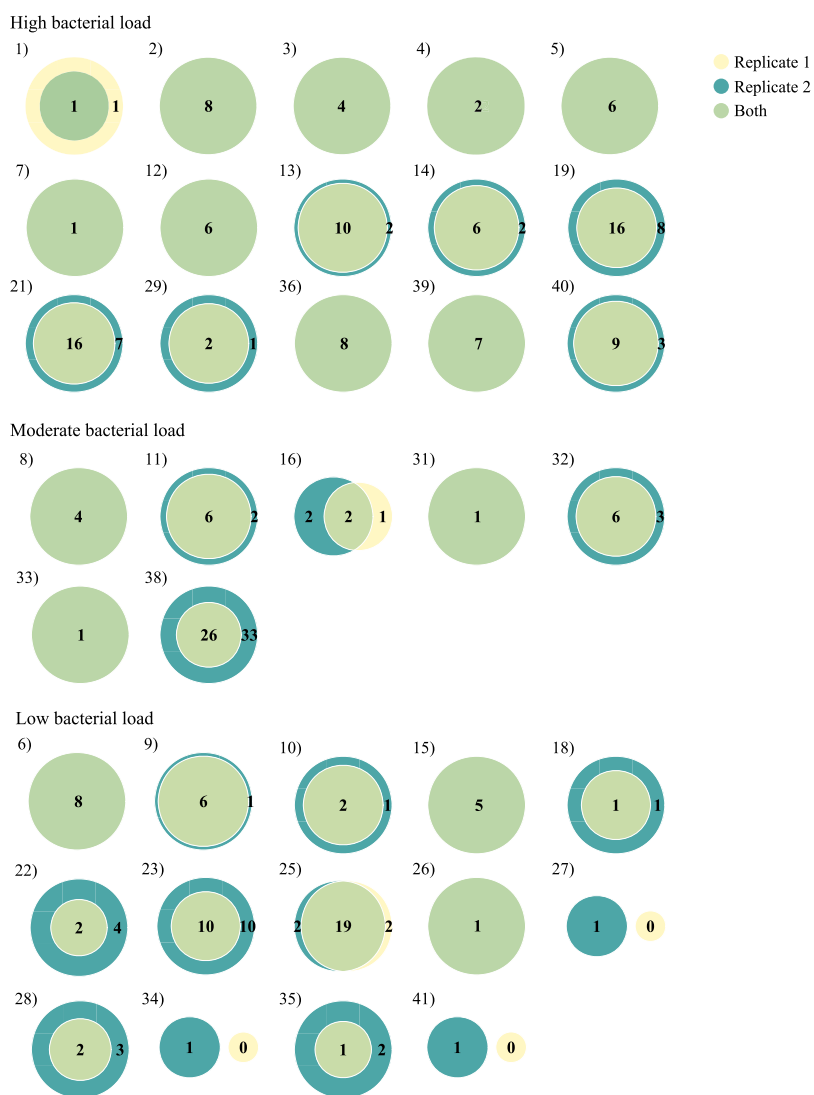 High bacterial load
1) 2) 3) 4) 5)
Replicate 1
Replicate 2
Both
1 1 8 4 2 6
7) 12) 13) 14) 19)
1 6 10 2 6 2 16 8
21) 29) 36) 39) 40)
16 7 2 1 8 7 9 3
Moderate bacterial load
8) 11) 16) 31) 32)
4 6 2 2 2 1 1 6 3
33) 38)
1 26 33
Low bacterial load
6) 9) 10) 15) 18)
8 6 1 2 1 5 1 1
22) 23) 25) 26) 27)
2 4 10 10 2 19 2 1 1 0
28) 34) 35) 41)
2 3 1 0 1 2 1 0